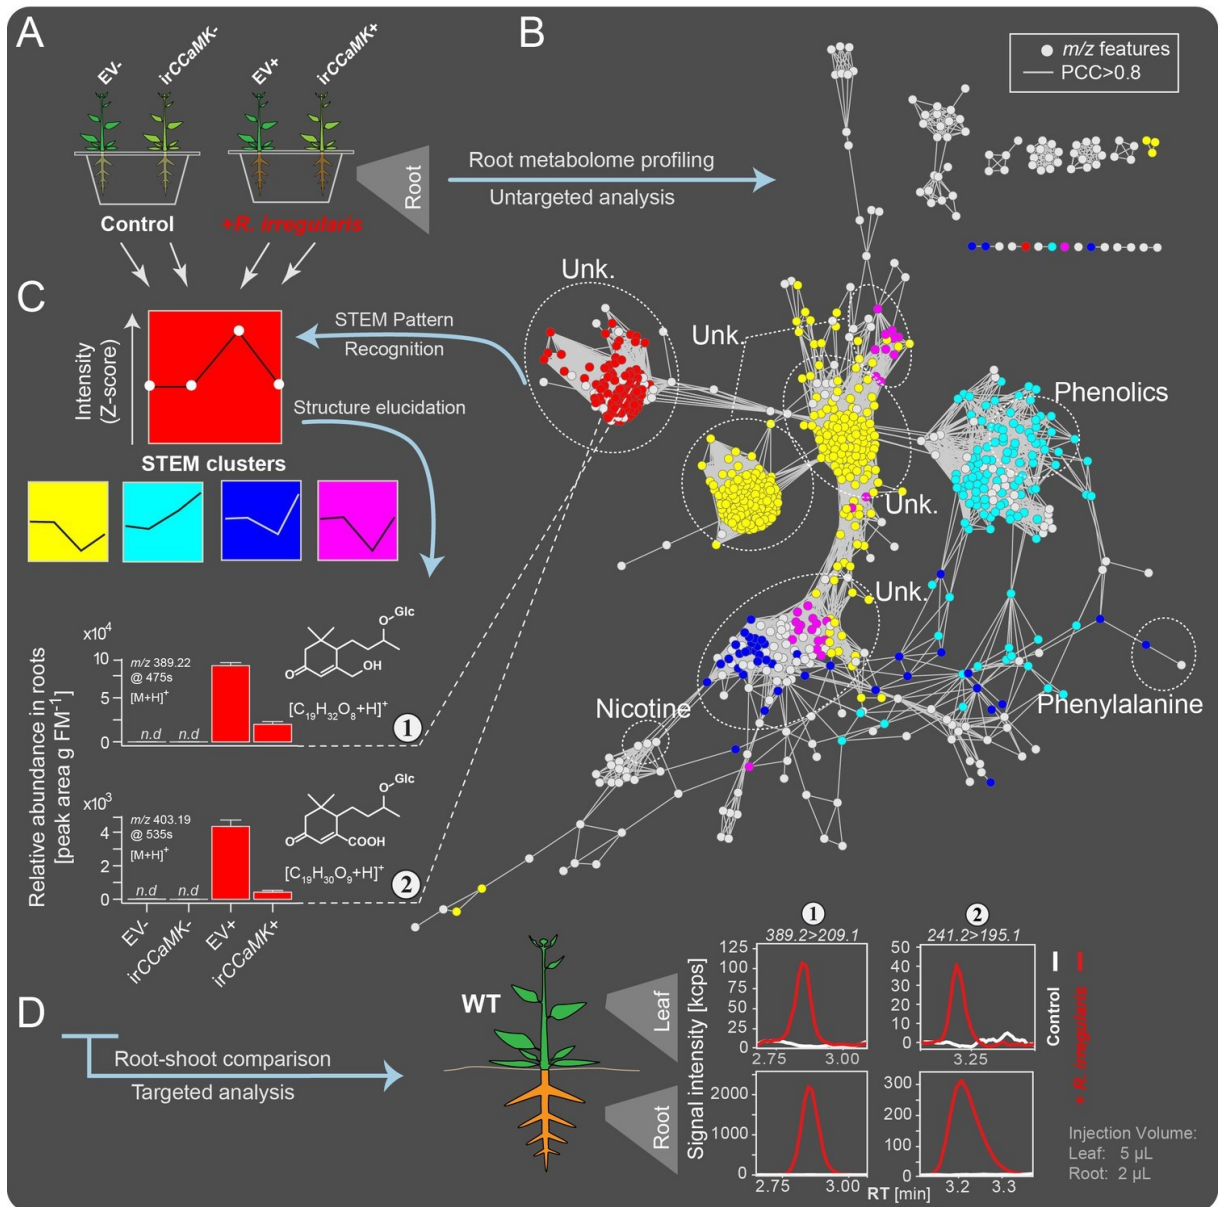 A
EV-
irCCaMK-
EV+
irCCaMK+
Control
+R. irregularis
Root
Root metabolome profiling
Untargeted analysis
B
m/z features
PCC>0.8
Unk.
Unk.
Unk.
Unk.
Phenolics
Phenylalanine
Nicotine
C
Intensity
(Z-score)
STEM Pattern
Recognition
Structure elucidation
STEM clusters
Relative abundance in roots
[peak area g FM⁻¹]
x10⁴
10
5
0
m/z 389.22
@ 475s
[M+H]⁺
n.d
n.d
OGlc
O
OH
[C₁₉H₃₂O₈+H]⁺
1
x10³
4
2
0
m/z 403.19
@ 535s
[M+H]⁺
n.d
n.d
OGlc
O
COOH
[C₁₉H₃₀O₉+H]⁺
2
EV-
irCCaMK-
EV+
irCCaMK+
D
Root-shoot comparison
Targeted analysis
WT
Leaf
Root
Signal intensity [kcps]
1
389.2>209.1
125
100
75
50
25
0
2.75
3.00
2
241.2>195.1
50
40
30
20
10
0
3.25
2000
1000
0
2.75
3.00
300
200
100
0
3.2
3.3
RT [min]
Control
+ R. irregularis
Injection Volume:
Leaf: 5 µL
Root: 2 µL